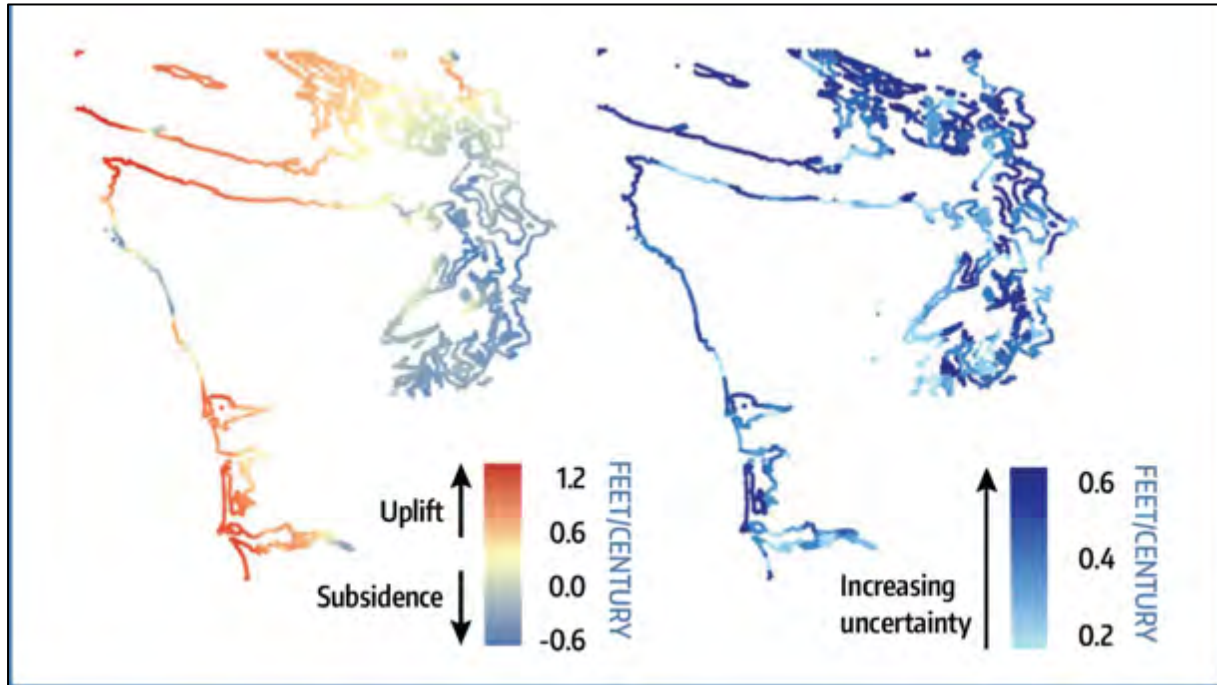 Uplift
Subsidence
1.2
0.6
0.0
-0.6
FEET/CENTURY
Increasing
uncertainty
0.6
0.4
0.2
FEET/CENTURY